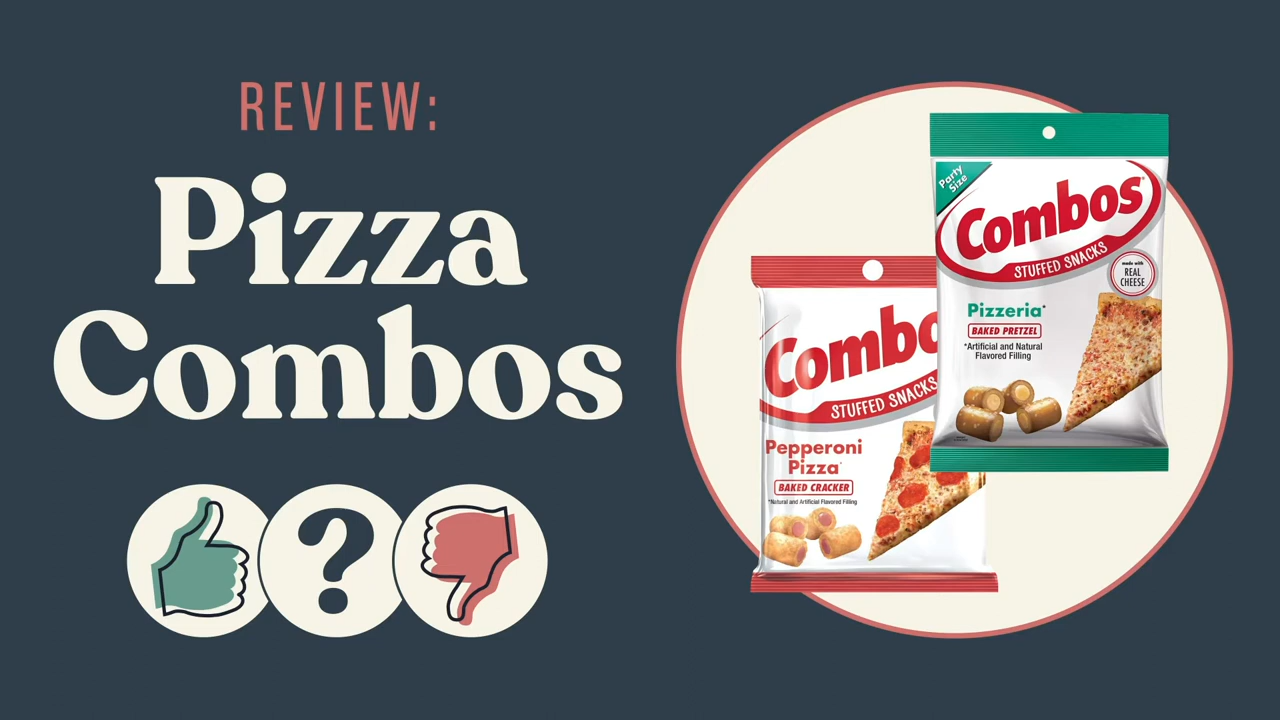 REVIEW:
Pizza
Combos
?
Party
Size
Combos
STUFFED SNACKS
made with
REAL
CHEESE
Pizzeria*
BAKED PRETZEL
*Artificial and Natural
Flavored Filling
Combo
STUFFED SNACKS
Pepperoni
Pizza*
BAKED CRACKER
*Natural and Artificial Flavored Filling